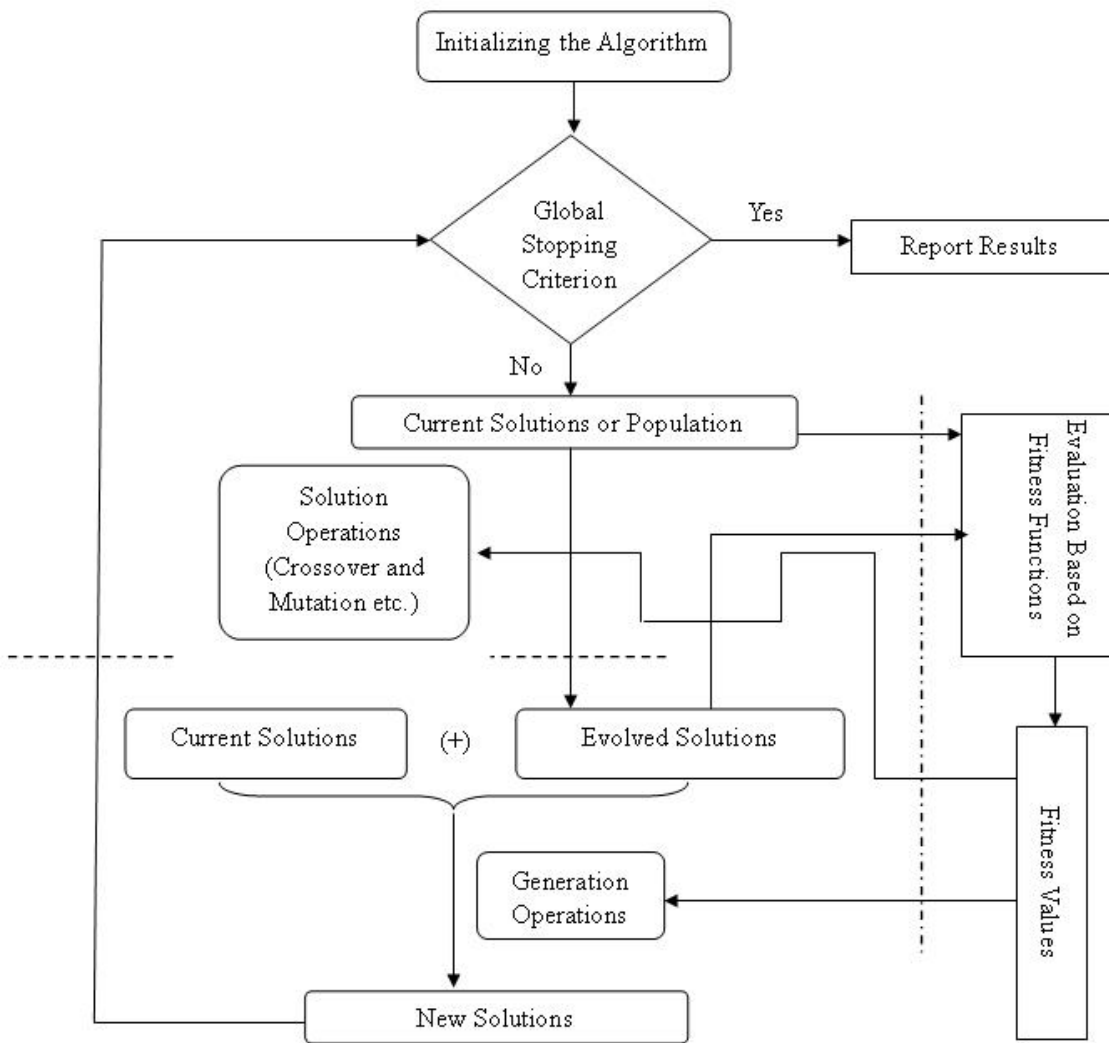 Initializing the Algorithm
Global
Stopping
Criterion
Yes
Report Results
No
Current Solutions or Population
Solution
Operations
(Crossover and
Mutation etc.)
Evaluation Based on
Fitness Functions
Current Solutions
(+)
Evolved Solutions
Generation
Operations
Fitness Values
New Solutions